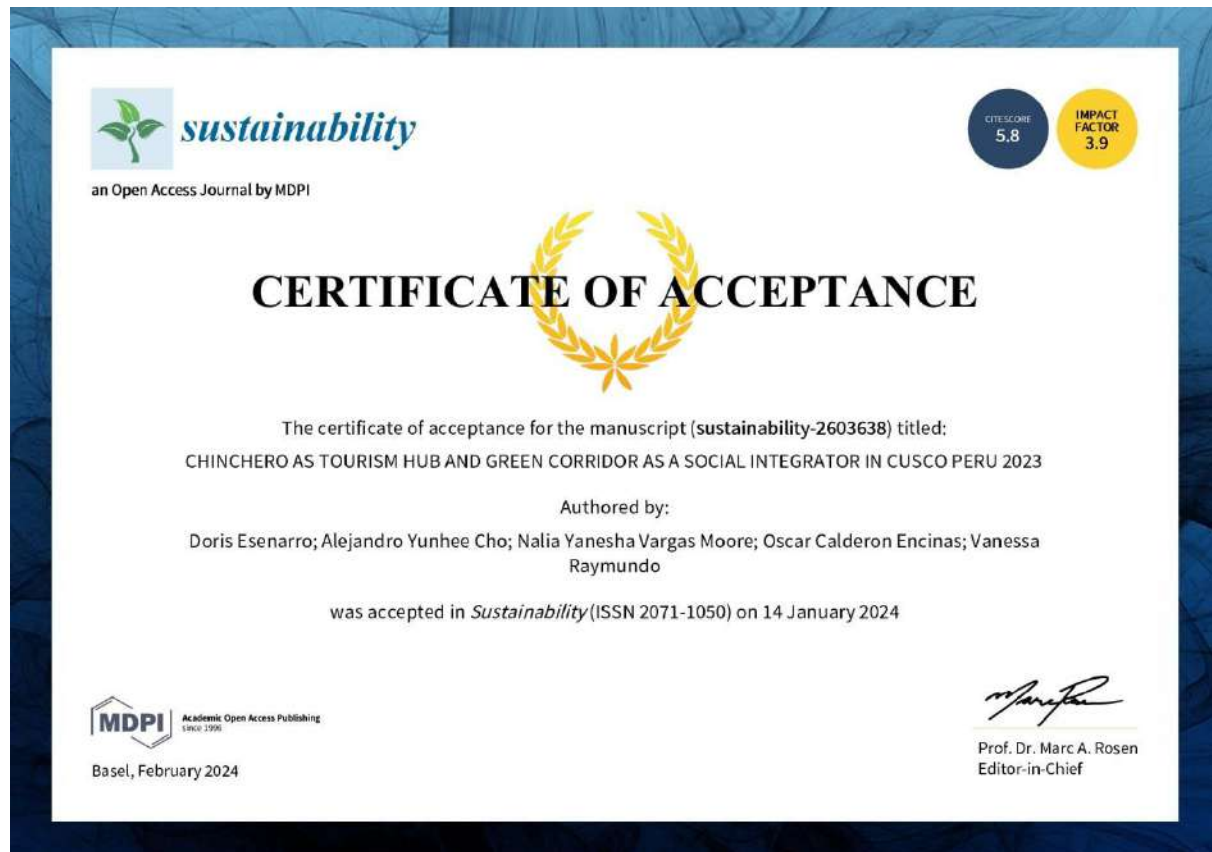 sustainability
CITESCORE
5.8
IMPACT
FACTOR
3.9
an Open Access Journal by MDPI
CERTIFICATE OF ACCEPTANCE
The certificate of acceptance for the manuscript (sustainability-2603638) titled:
CHINCHERO AS TOURISM HUB AND GREEN CORRIDOR AS A SOCIAL INTEGRATOR IN CUSCO PERU 2023
Authored by:
Doris Esenarro; Alejandro Yunhee Cho; Nalia Yanesha Vargas Moore; Oscar Calderon Encinas; Vanessa
Raymundo
was accepted in Sustainability (ISSN 2071-1050) on 14 January 2024
MDPI
Academic Open Access Publishing
since 1996
Basel, February 2024
Prof. Dr. Marc A. Rosen
Editor-in-Chief